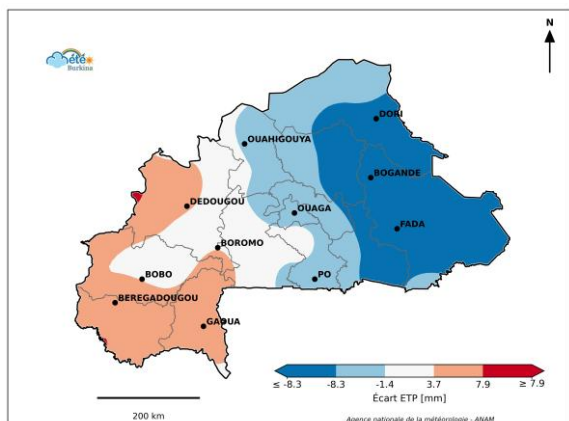 N
Météo
Burkina
DORI
OUAHIGOUYA
BOGANDE
DEDOUGOU
OUAGA
FADA
BOROMO
BOBO
PO
BEREGADOUGOU
GAOUA
≤ -8.3 -8.3 -1.4 3.7 7.9 ≥ 7.9
Écart ETP [mm]
200 km
Agence nationale de la météorologie - ANAM